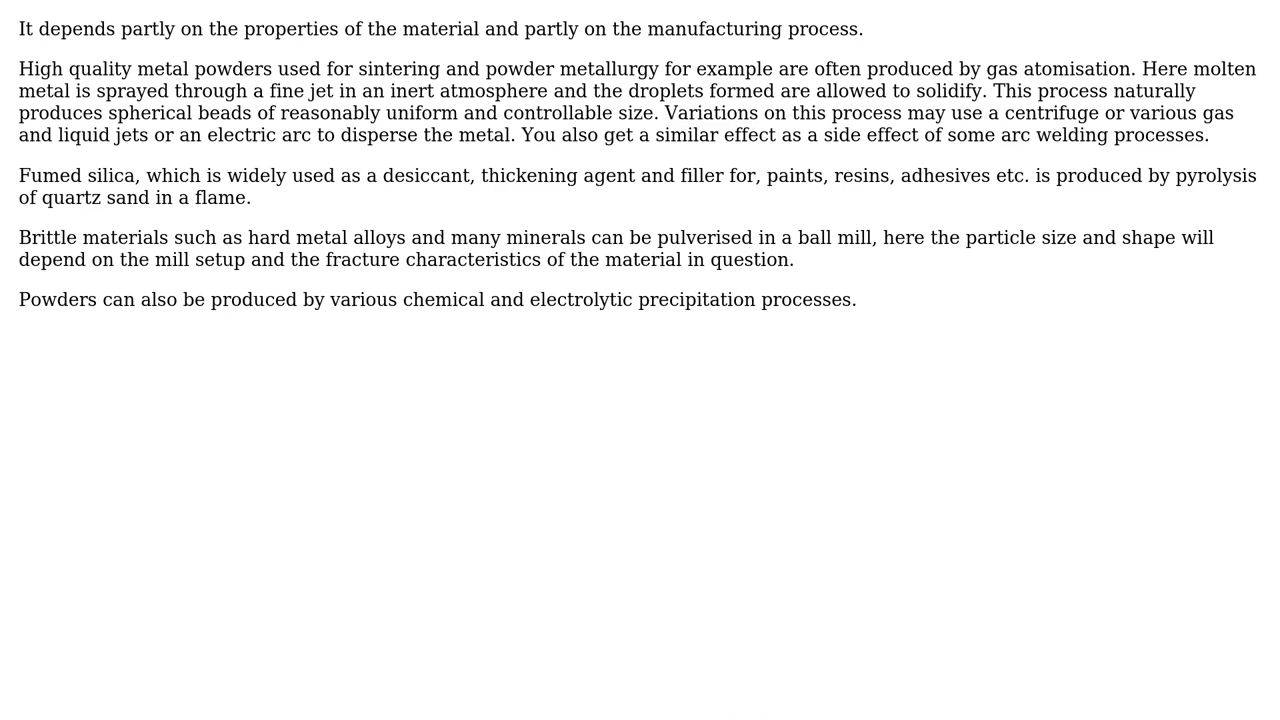 It depends partly on the properties of the material and partly on the manufacturing process.
High quality metal powders used for sintering and powder metallurgy for example are often produced by gas atomisation. Here molten
metal is sprayed through a fine jet in an inert atmosphere and the droplets formed are allowed to solidify. This process naturally
produces spherical beads of reasonably uniform and controllable size. Variations on this process may use a centrifuge or various gas
and liquid jets or an electric arc to disperse the metal. You also get a similar effect as a side effect of some arc welding processes.
Fumed silica, which is widely used as a desiccant, thickening agent and filler for, paints, resins, adhesives etc. is produced by pyrolysis
of quartz sand in a flame.
Brittle materials such as hard metal alloys and many minerals can be pulverised in a ball mill, here the particle size and shape will
depend on the mill setup and the fracture characteristics of the material in question.
Powders can also be produced by various chemical and electrolytic precipitation processes.